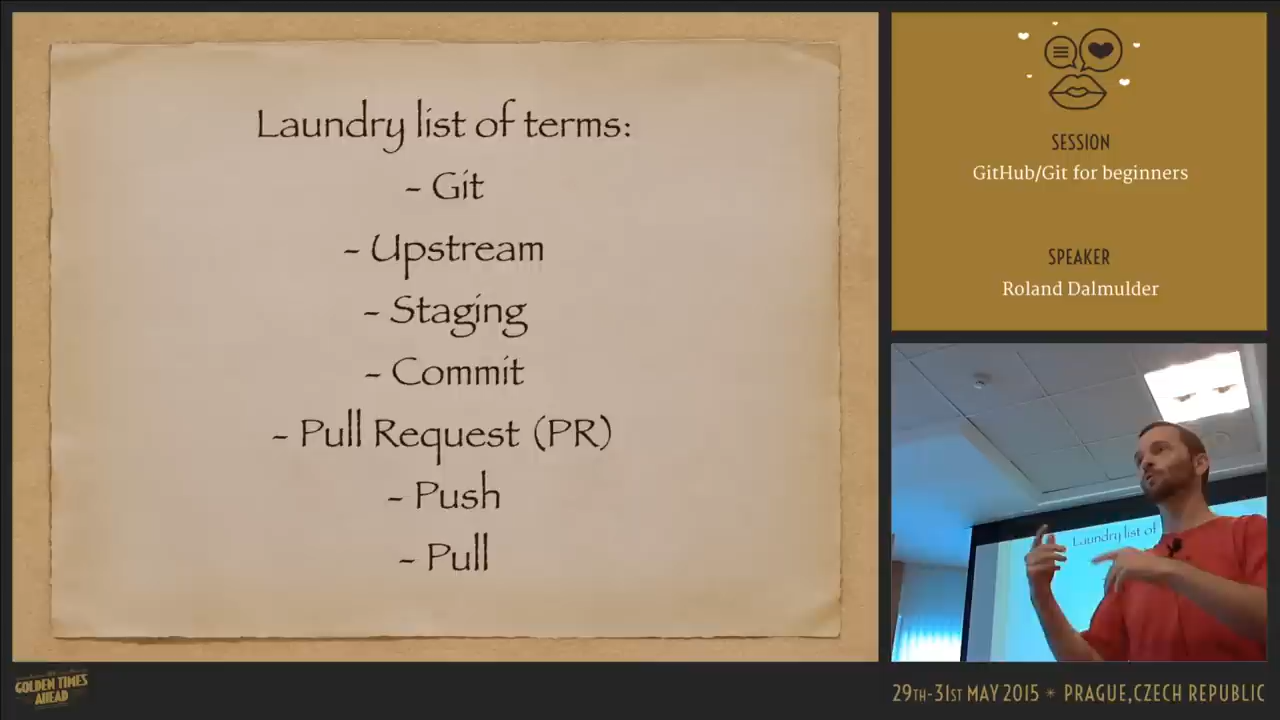 Laundry list of terms:
- Git
- Upstream
- Staging
- Commit
- Pull Request (PR)
- Push
- Pull
SESSION
GitHub/Git for beginners
SPEAKER
Roland Dalmulder
Laundry list of
GOLDEN TIMES
AHEAD
29TH-31ST MAY 2015 * PRAGUE,CZECH REPUBLIC